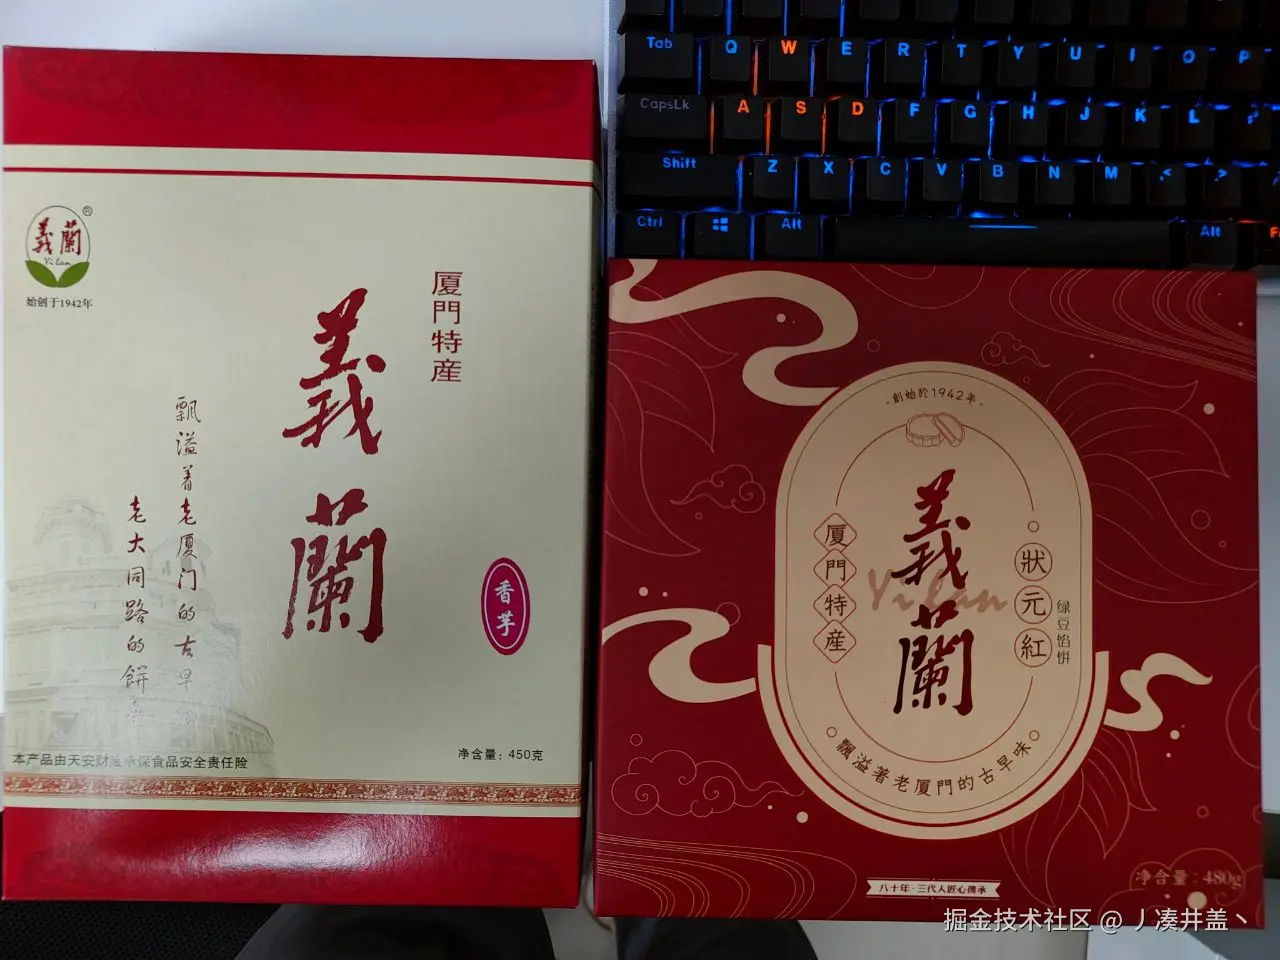 義蘭
®
Yi Lan
始创于1942年
厦門特産
義蘭
飘溢着老厦门的古早
老大同路的餅
香芋
净含量：450克
本产品由天安财险承保食品安全责任险
Tab Q W E R T Y U I O P
CapsLk A S D F G H J K L
Shift Z X C V B N M < >
Ctrl Alt Alt
-創始於1942年-
義蘭
Yi Lan
厦門特産
狀元紅
绿豆馅饼
飄溢著老厦門的古早味
八十年·三代人匠心傳承
净含量：480g
掘金技术社区 @ 丿凑井盖丶